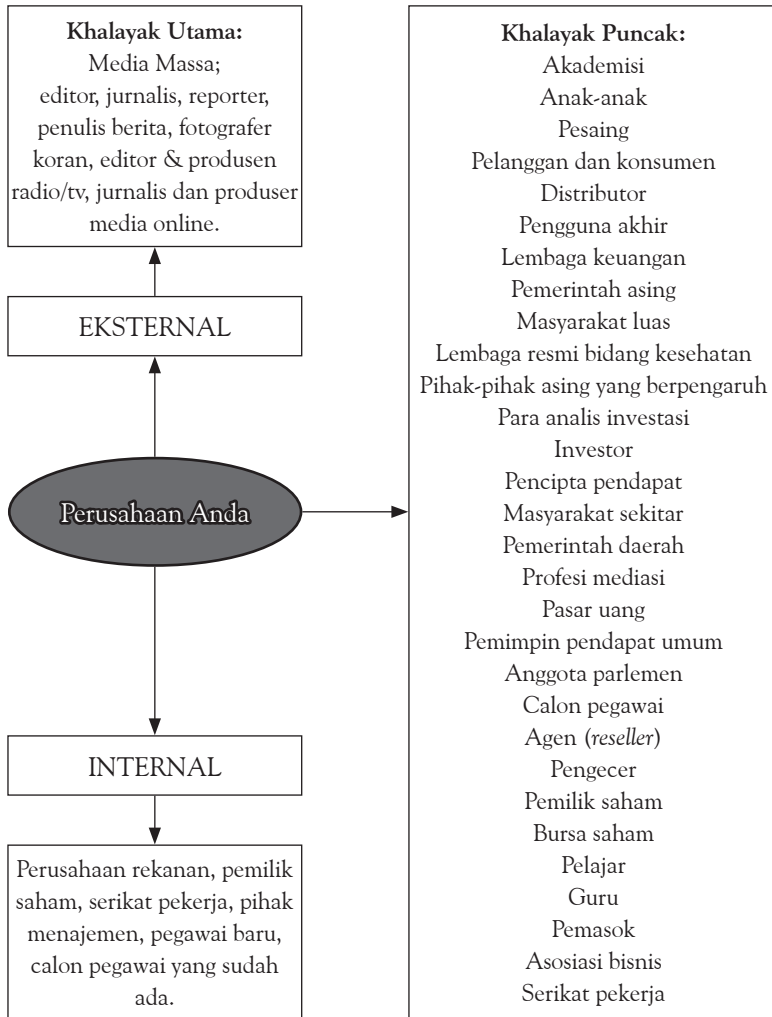 Khalayak Utama:
Media Massa;
editor, jurnalis, reporter,
penulis berita, fotografer
koran, editor & produsen
radio/tv, jurnalis dan produser
media online.
EKSTERNAL
Perusahaan Anda
INTERNAL
Perusahaan rekanan, pemilik
saham, serikat pekerja, pihak
menajemen, pegawai baru,
calon pegawai yang sudah
ada.
Khalayak Puncak:
Akademisi
Anak-anak
Pesaing
Pelanggan dan konsumen
Distributor
Pengguna akhir
Lembaga keuangan
Pemerintah asing
Masyarakat luas
Lembaga resmi bidang kesehatan
Pihak-pihak asing yang berpengaruh
Para analis investasi
Investor
Pencipta pendapat
Masyarakat sekitar
Pemerintah daerah
Profesi mediasi
Pasar uang
Pemimpin pendapat umum
Anggota parlemen
Calon pegawai
Agen (reseller)
Pengecer
Pemilik saham
Bursa saham
Pelajar
Guru
Pemasok
Asosiasi bisnis
Serikat pekerja